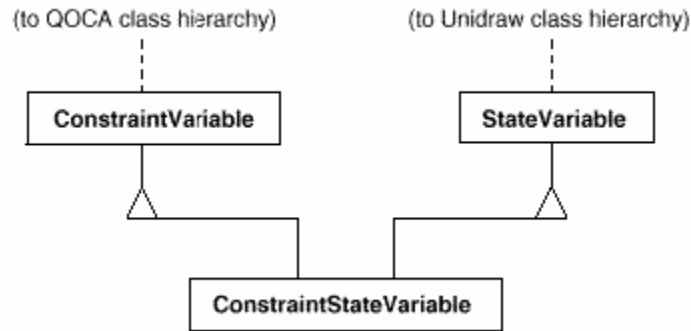 (to QOCA class hierarchy) (to Unidraw class hierarchy)
ConstraintVariable StateVariable
ConstraintStateVariable